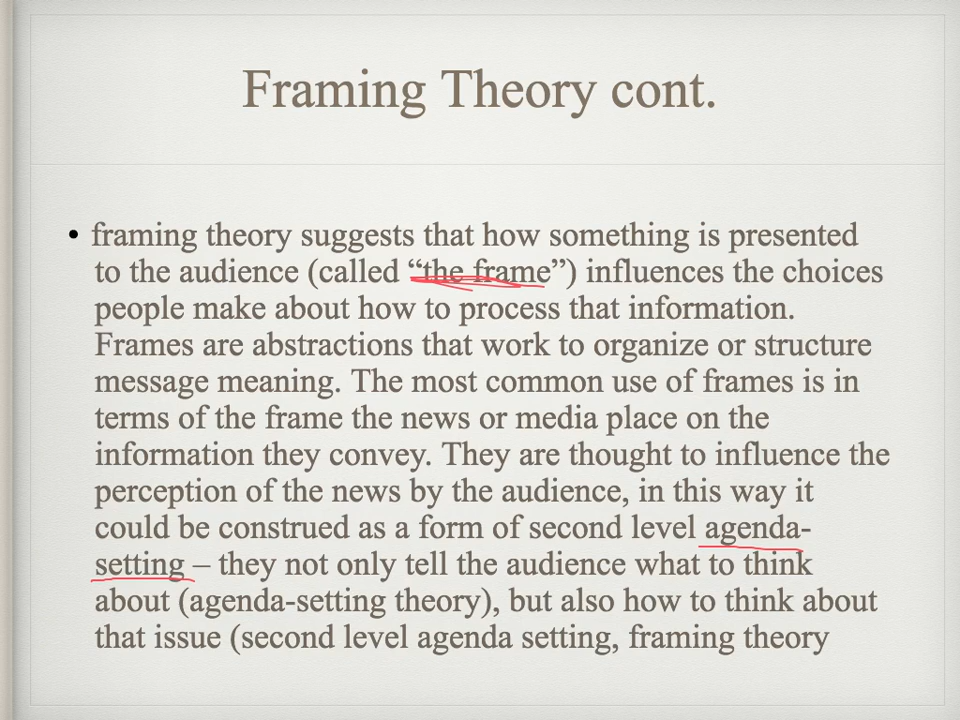 Framing Theory cont.
• framing theory suggests that how something is presented
to the audience (called “the frame”) influences the choices
people make about how to process that information.
Frames are abstractions that work to organize or structure
message meaning. The most common use of frames is in
terms of the frame the news or media place on the
information they convey. They are thought to influence the
perception of the news by the audience, in this way it
could be construed as a form of second level agenda-
setting – they not only tell the audience what to think
about (agenda-setting theory), but also how to think about
that issue (second level agenda setting, framing theory